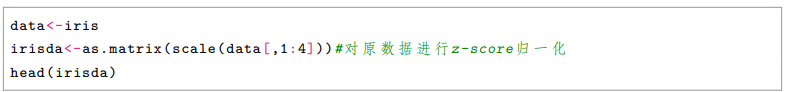 data<-iris
irisda<-as.matrix(scale(data[,1:4]))#对原数据进行z-score归一化
head(irisda)